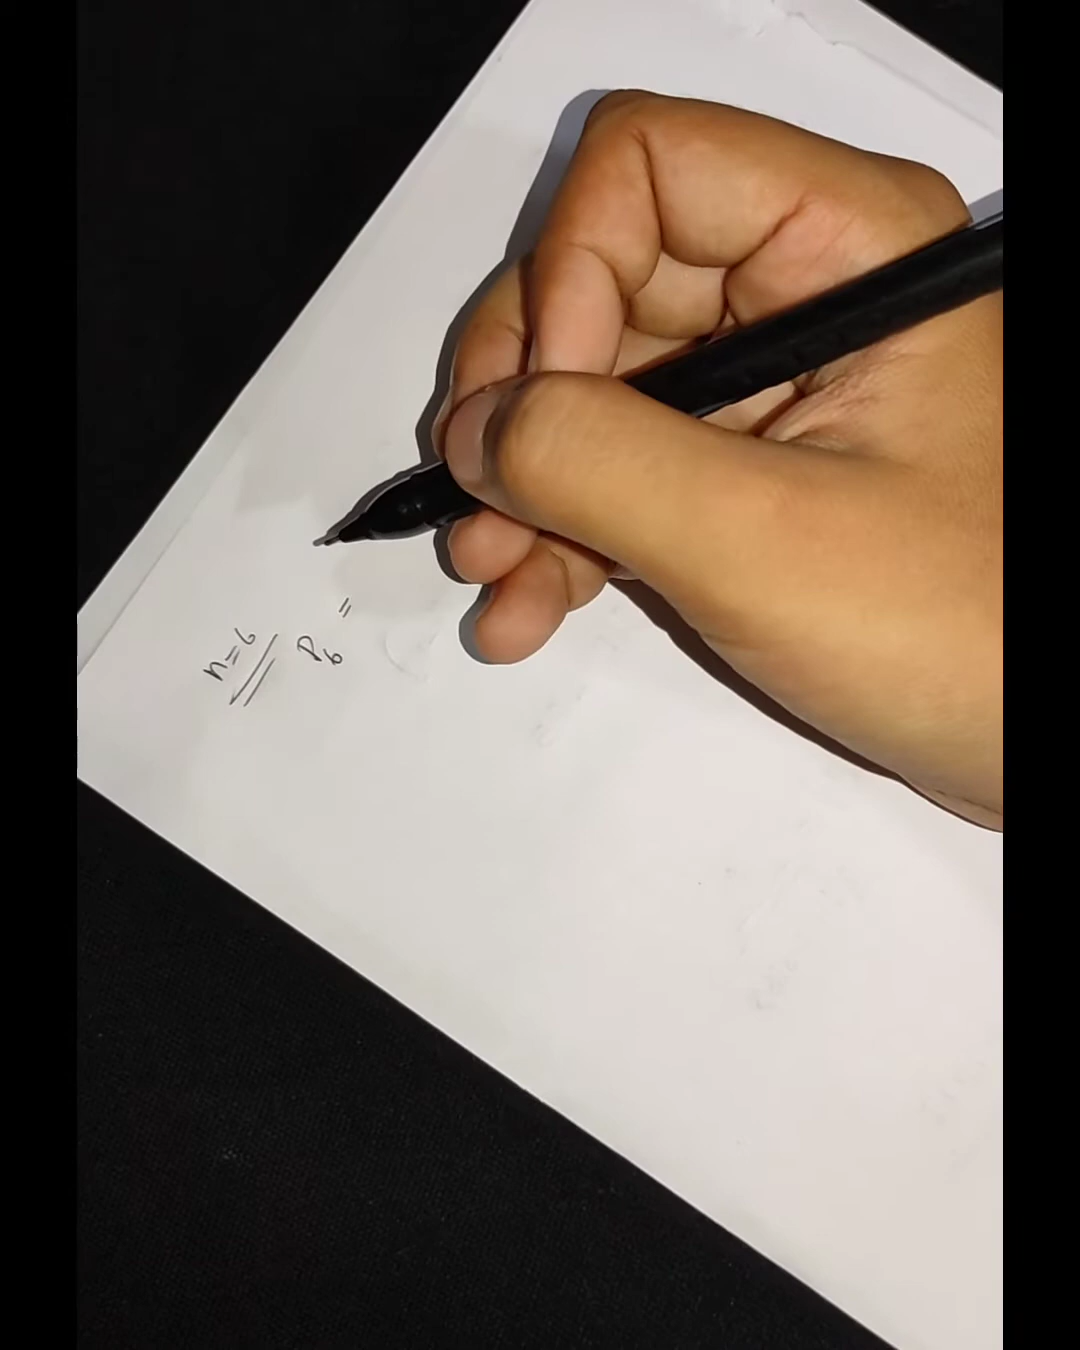 n=6
P₆ =